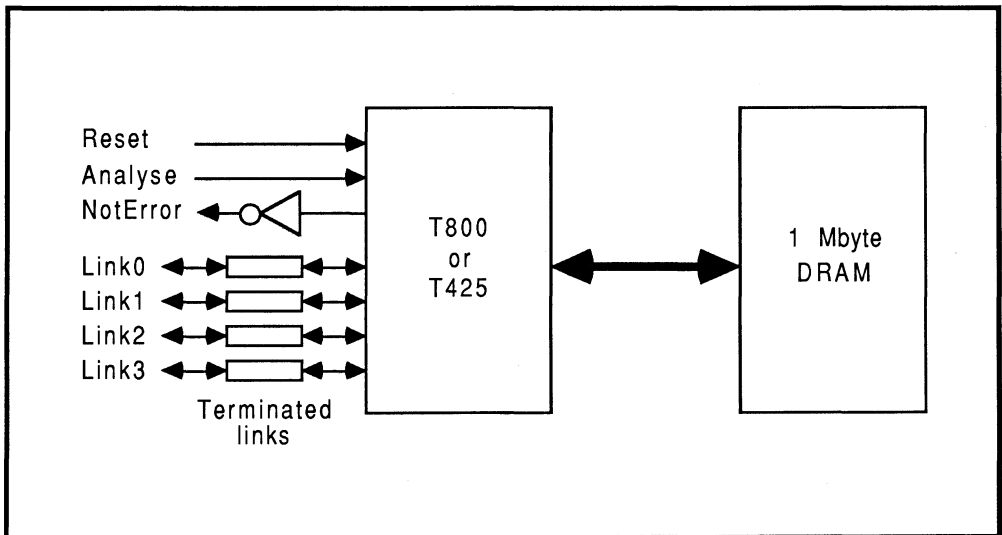 Reset
Analyse
NotError
Link0
Link1
Link2
Link3
Terminated
links
T800
or
T425
1 Mbyte
DRAM